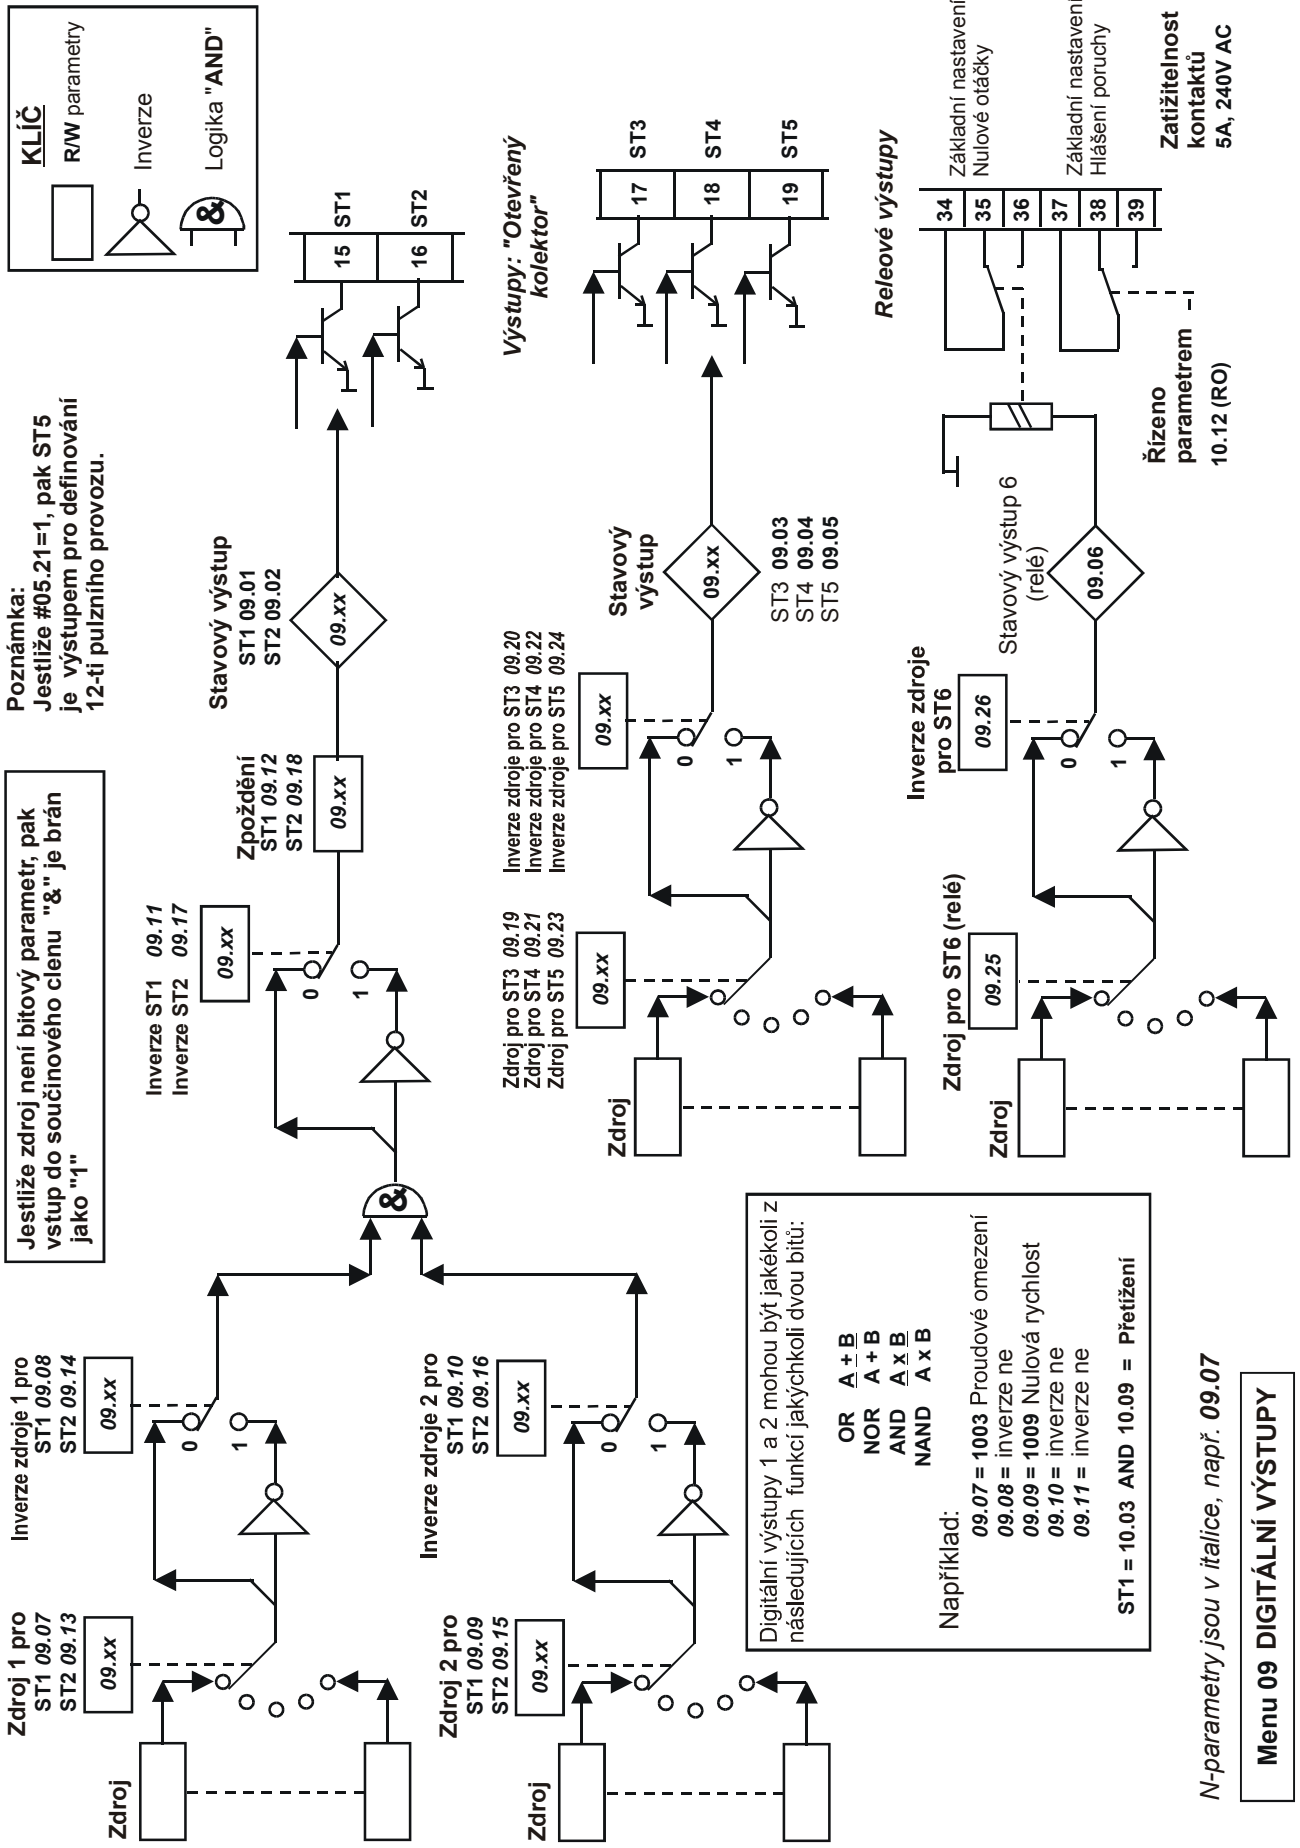 Menu 09 DIGITÁLNÍ VÝSTUPY
N-parametry jsou v italice, např. 09.07
Zdroj 1 pro
ST1 09.07
ST2 09.13
09.xx
Zdroj
Inverze zdroje 1 pro
ST1 09.08
ST2 09.14
09.xx
0
1
Zdroj 2 pro
ST1 09.09
ST2 09.15
09.xx
Zdroj
Inverze zdroje 2 pro
ST1 09.10
ST2 09.16
09.xx
0
1
&
Jestliže zdroj není bitový parametr, pak
vstup do součinového clenu "&" je brán
jako "1"
Inverze ST1 09.11
Inverze ST2 09.17
09.xx
0
1
Zpoždění
ST1 09.12
ST2 09.18
09.xx
Poznámka:
Jestliže #05.21=1, pak ST5
je výstupem pro definování
12-ti pulzního provozu.
Stavový výstup
ST1 09.01
ST2 09.02
09.xx
15
ST1
16
ST2
KLÍČ
R/W parametry
Inverze
&
Logika "AND"
Zdroj pro ST3 09.19
Zdroj pro ST4 09.21
Zdroj pro ST5 09.23
09.xx
Zdroj
Inverze zdroje pro ST3 09.20
Inverze zdroje pro ST4 09.22
Inverze zdroje pro ST5 09.24
09.xx
0
1
Stavový
výstup
09.xx
ST3 09.03
ST4 09.04
ST5 09.05
Výstupy: "Otevřený
kolektor"
17
ST3
18
ST4
19
ST5
Zdroj pro ST6 (relé)
09.25
Zdroj
Inverze zdroje
pro ST6
09.26
0
1
Stavový výstup 6
(relé)
09.06
Releové výstupy
34
35
36
37
38
39
Základní nastavení
Nulové otáčky
Základní nastavení
Hlášení poruchy
Řízeno
parametrem
10.12 (RO)
Zatižitelnost
kontaktů
5A, 240V AC
Digitální výstupy 1 a 2 mohou být jakékoli z
následujících funkcí jakýchkoli dvou bitů:
OR A + B
NOR A + B
AND A x B
NAND A x B
Například:
09.07 = 1003 Proudové omezení
09.08 = inverze ne
09.09 = 1009 Nulová rychlost
09.10 = inverze ne
09.11 = inverze ne
ST1 = 10.03 AND 10.09 = Přetížení